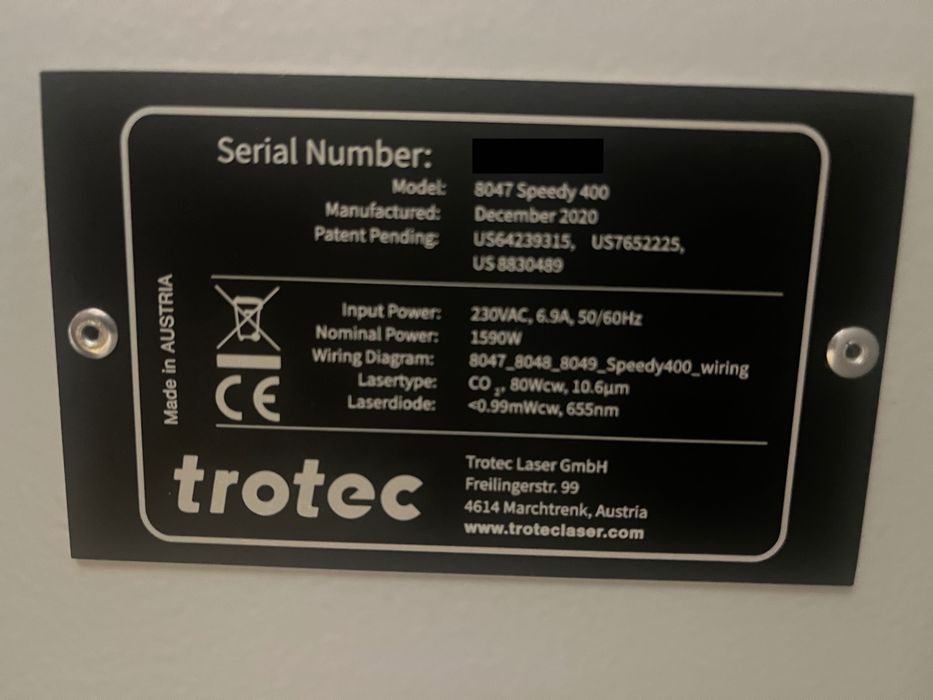 Serial Number:
Model: 8047 Speedy 400
Manufactured: December 2020
Patent Pending: US64239315, US7652225,
US 8830489
Made in AUSTRIA
Input Power: 230VAC, 6.9A, 50/60Hz
Nominal Power: 1590W
Wiring Diagram: 8047_8048_8049_Speedy400_wiring
Lasertype: CO ₂, 80Wcw, 10.6µm
Laserdiode: <0.99mWcw, 655nm
CE
trotec
Trotec Laser GmbH
Freilingerstr. 99
4614 Marchtrenk, Austria
www.troteclaser.com